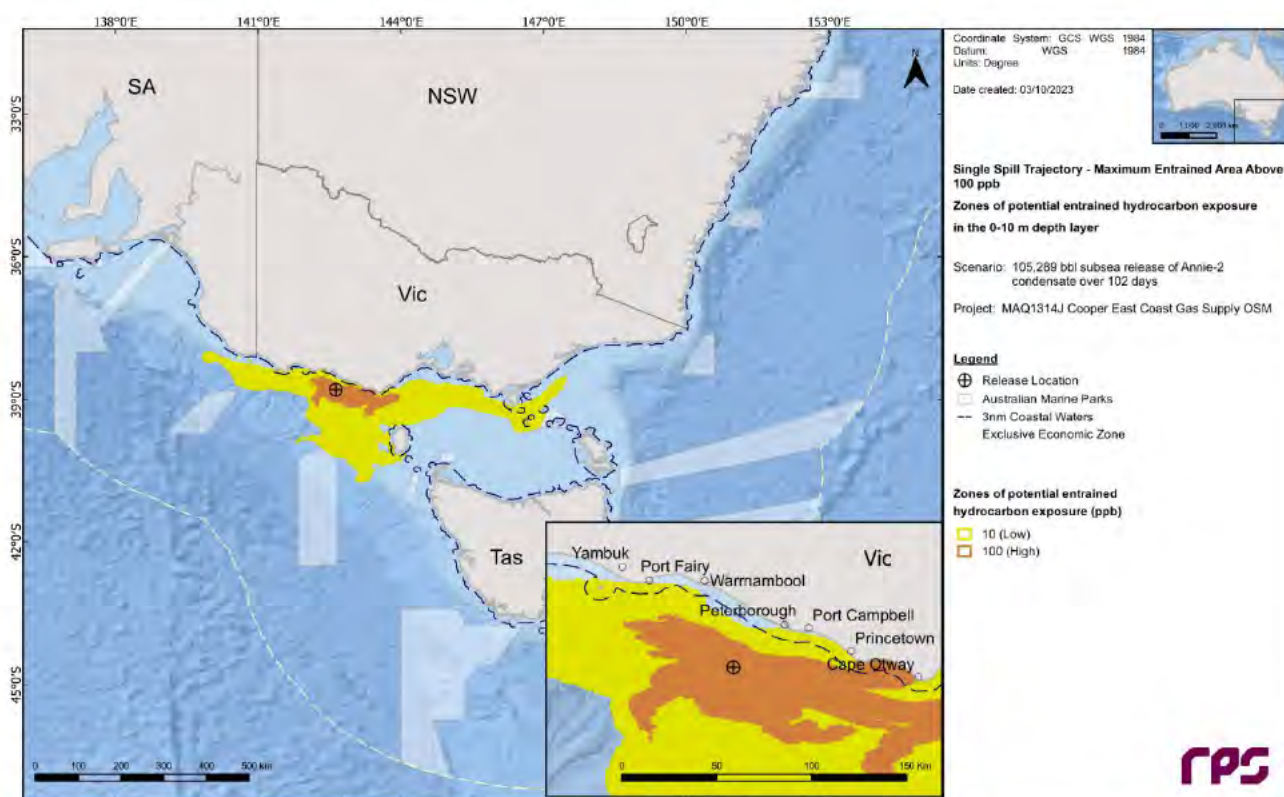 138°0'E
141°0'E
144°0'E
147°0'E
150°0'E
153°0'E
33°0'S
36°0'S
39°0'S
42°0'S
45°0'S
SA
NSW
Vic
Tas
N
0 100 200 300 400 500 km
Yambuk
Port Fairy
Warrnambool
Vic
Peterborough
Port Campbell
Princetown
Cape Otway
0 50 100 150 Km
Coordinate System: GCS WGS 1984
Datum: WGS 1984
Units: Degree
Date created: 03/10/2023
0 1,000 2,000 km
Single Spill Trajectory - Maximum Entrained Area Above
100 ppb
Zones of potential entrained hydrocarbon exposure
in the 0-10 m depth layer
Scenario: 105,289 bbl subsea release of Annie-2
condensate over 102 days
Project: MAQ1314J Cooper East Coast Gas Supply OSM
Legend
Release Location
Australian Marine Parks
3nm Coastal Waters
Exclusive Economic Zone
Zones of potential entrained
hydrocarbon exposure (ppb)
10 (Low)
100 (High)
rps